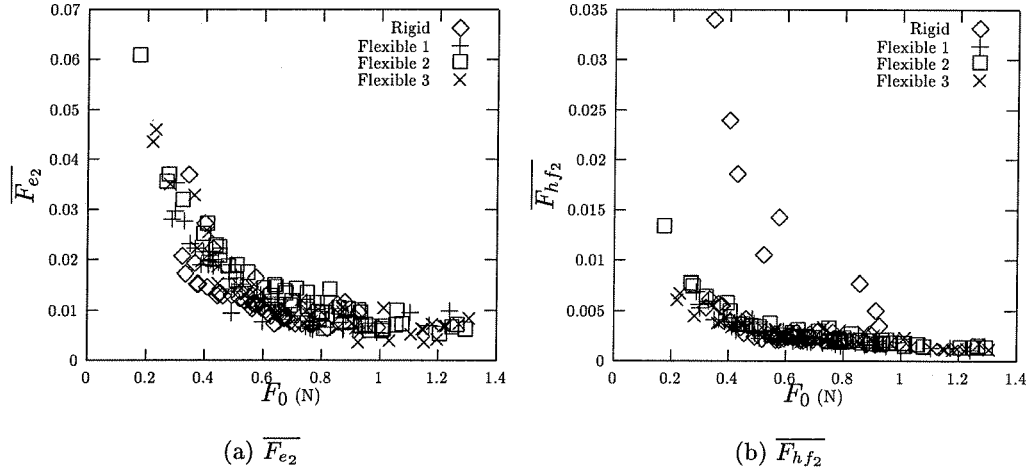 0.07
0.06
0.05
0.04
0.03
0.02
0.01
0
0 0.2 0.4 0.6 0.8 1 1.2 1.4
Rigid
Flexible 1
Flexible 2
Flexible 3
$\overline{F_{e_2}}$
$F_0$ (N)
(a) $\overline{F_{e_2}}$
0.035
0.03
0.025
0.02
0.015
0.01
0.005
0
0 0.2 0.4 0.6 0.8 1 1.2 1.4
Rigid
Flexible 1
Flexible 2
Flexible 3
$\overline{F_{hf_2}}$
$F_0$ (N)
(b) $\overline{F_{hf_2}}$